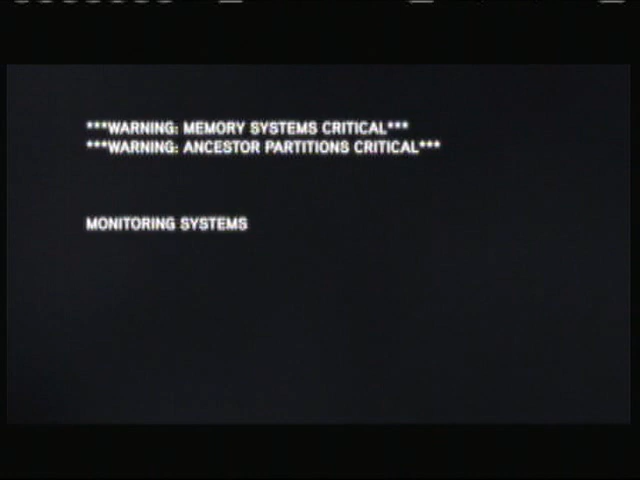 ***WARNING: MEMORY SYSTEMS CRITICAL***
***WARNING: ANCESTOR PARTITIONS CRITICAL***
MONITORING SYSTEMS